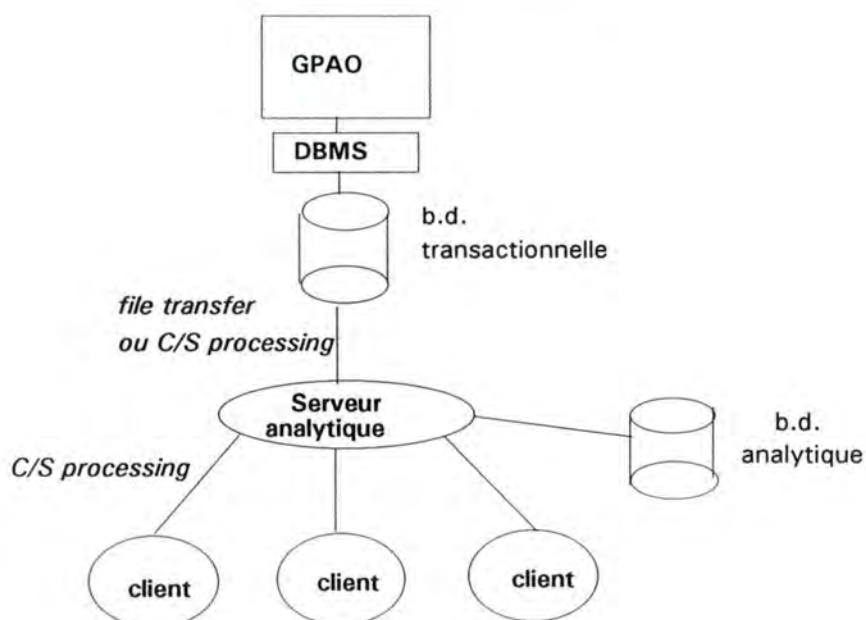 GPAO
DBMS
b.d.
transactionnelle
file transfer
ou C/S processing
Serveur
analytique
b.d.
analytique
C/S processing
client
client
client